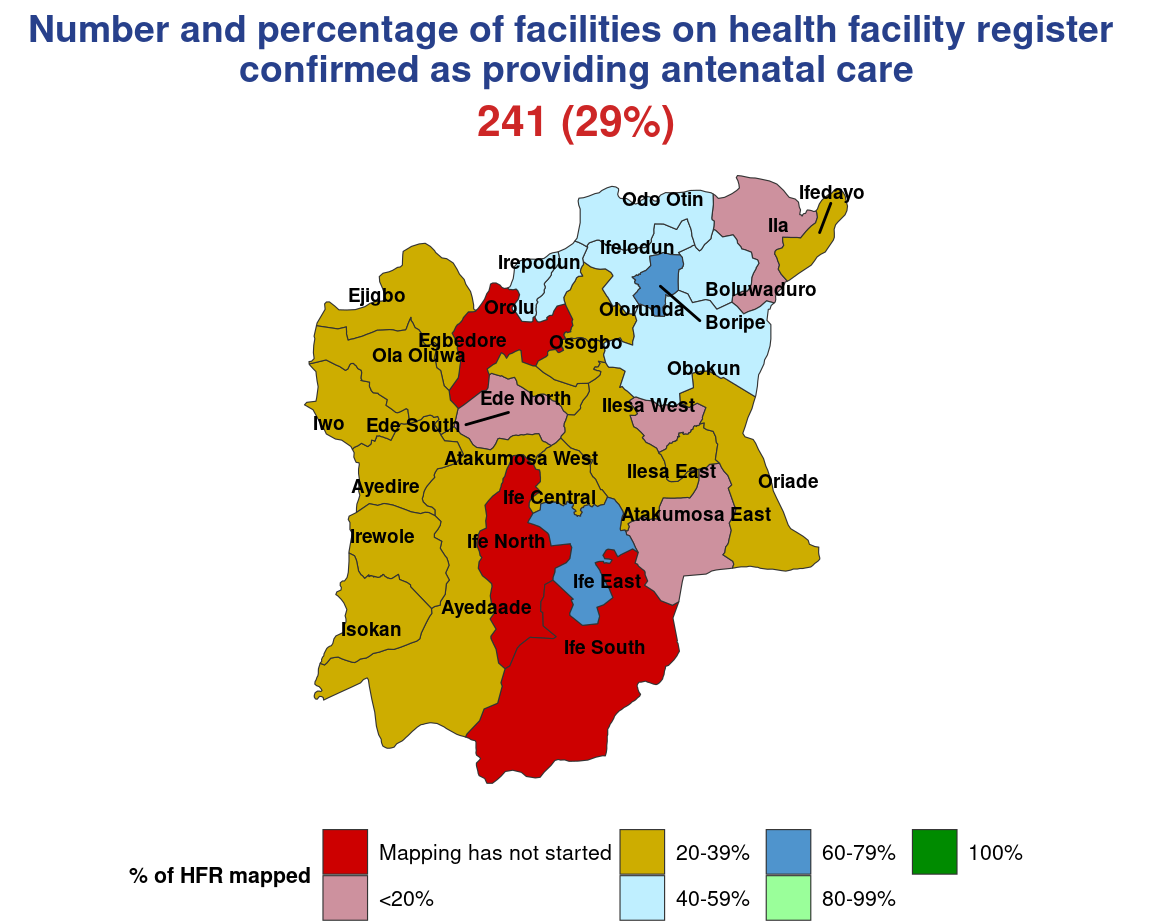 Number and percentage of facilities on health facility register
confirmed as providing antenatal care
241 (29%)
Ifedayo
Odo Otin
Ila
Ifelodun
Irepodun
Boluwaduro
Ejigbo
Orolu
Olorunda
Boripe
Egbedore
Osogbo
Ola Oluwa
Obokun
Ede North
Ilesa West
Iwo
Ede South
Atakumosa West
Ilesa East
Oriade
Ayedire
Ife Central
Atakumosa East
Irewole
Ife North
Ife East
Ayedaade
Isokan
Ife South
% of HFR mapped
Mapping has not started
<20%
20-39%
40-59%
60-79%
80-99%
100%